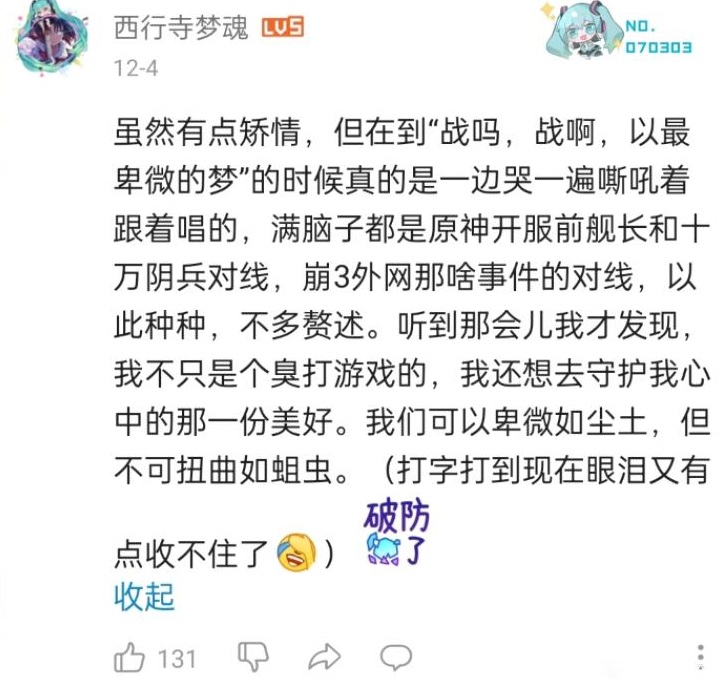 西行寺梦魂 LV5
NO.
070303
12-4
虽然有点矫情，但在到“战吗，战啊，以最
卑微的梦”的时候真的是一边哭一遍嘶吼着
跟着唱的，满脑子都是原神开服前舰长和十
万阴兵对线，崩3外网那啥事件的对线，以
此种种，不多赘述。听到那会儿我才发现，
我不只是个臭打游戏的，我还想去守护我心
中的那一份美好。我们可以卑微如尘土，但
不可扭曲如蛆虫。（打字打到现在眼泪又有
点收不住了）破防了
收起
131